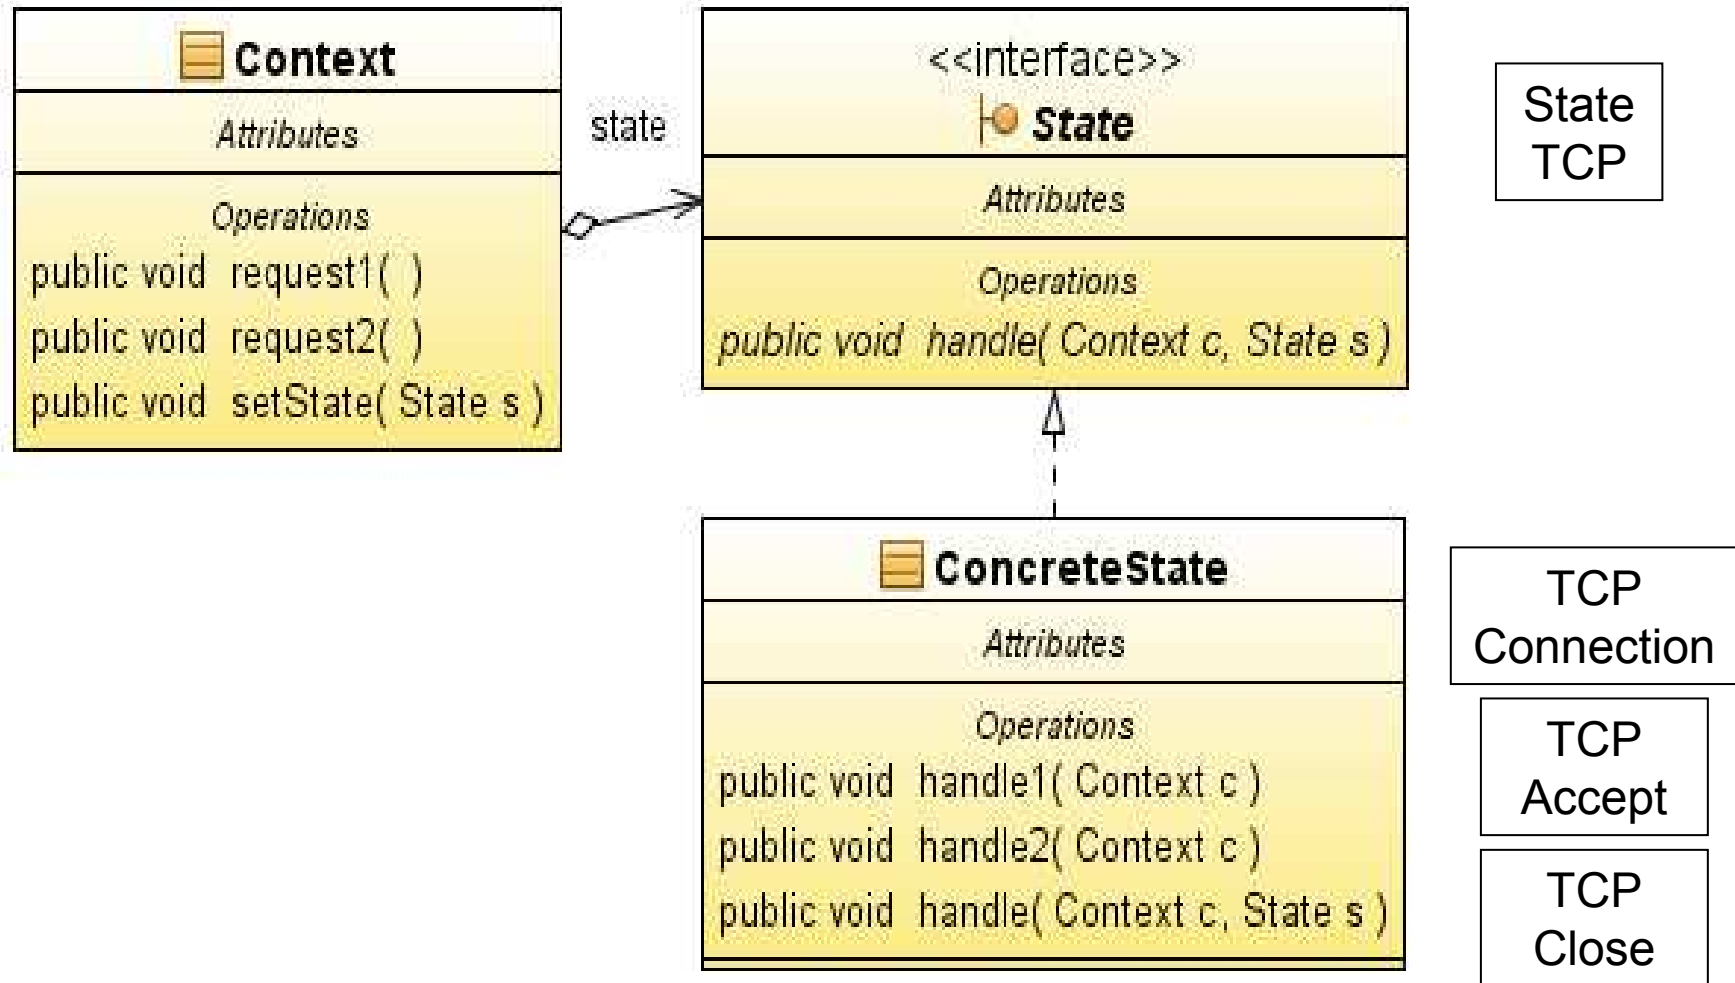 Context
Attributes
Operations
public void request1( )
public void request2( )
public void setState( State s )
state
<<interface>>
State
Attributes
Operations
public void handle( Context c, State s )
State
TCP
ConcreteState
Attributes
Operations
public void handle1( Context c )
public void handle2( Context c )
public void handle( Context c, State s )
TCP
Connection
TCP
Accept
TCP
Close